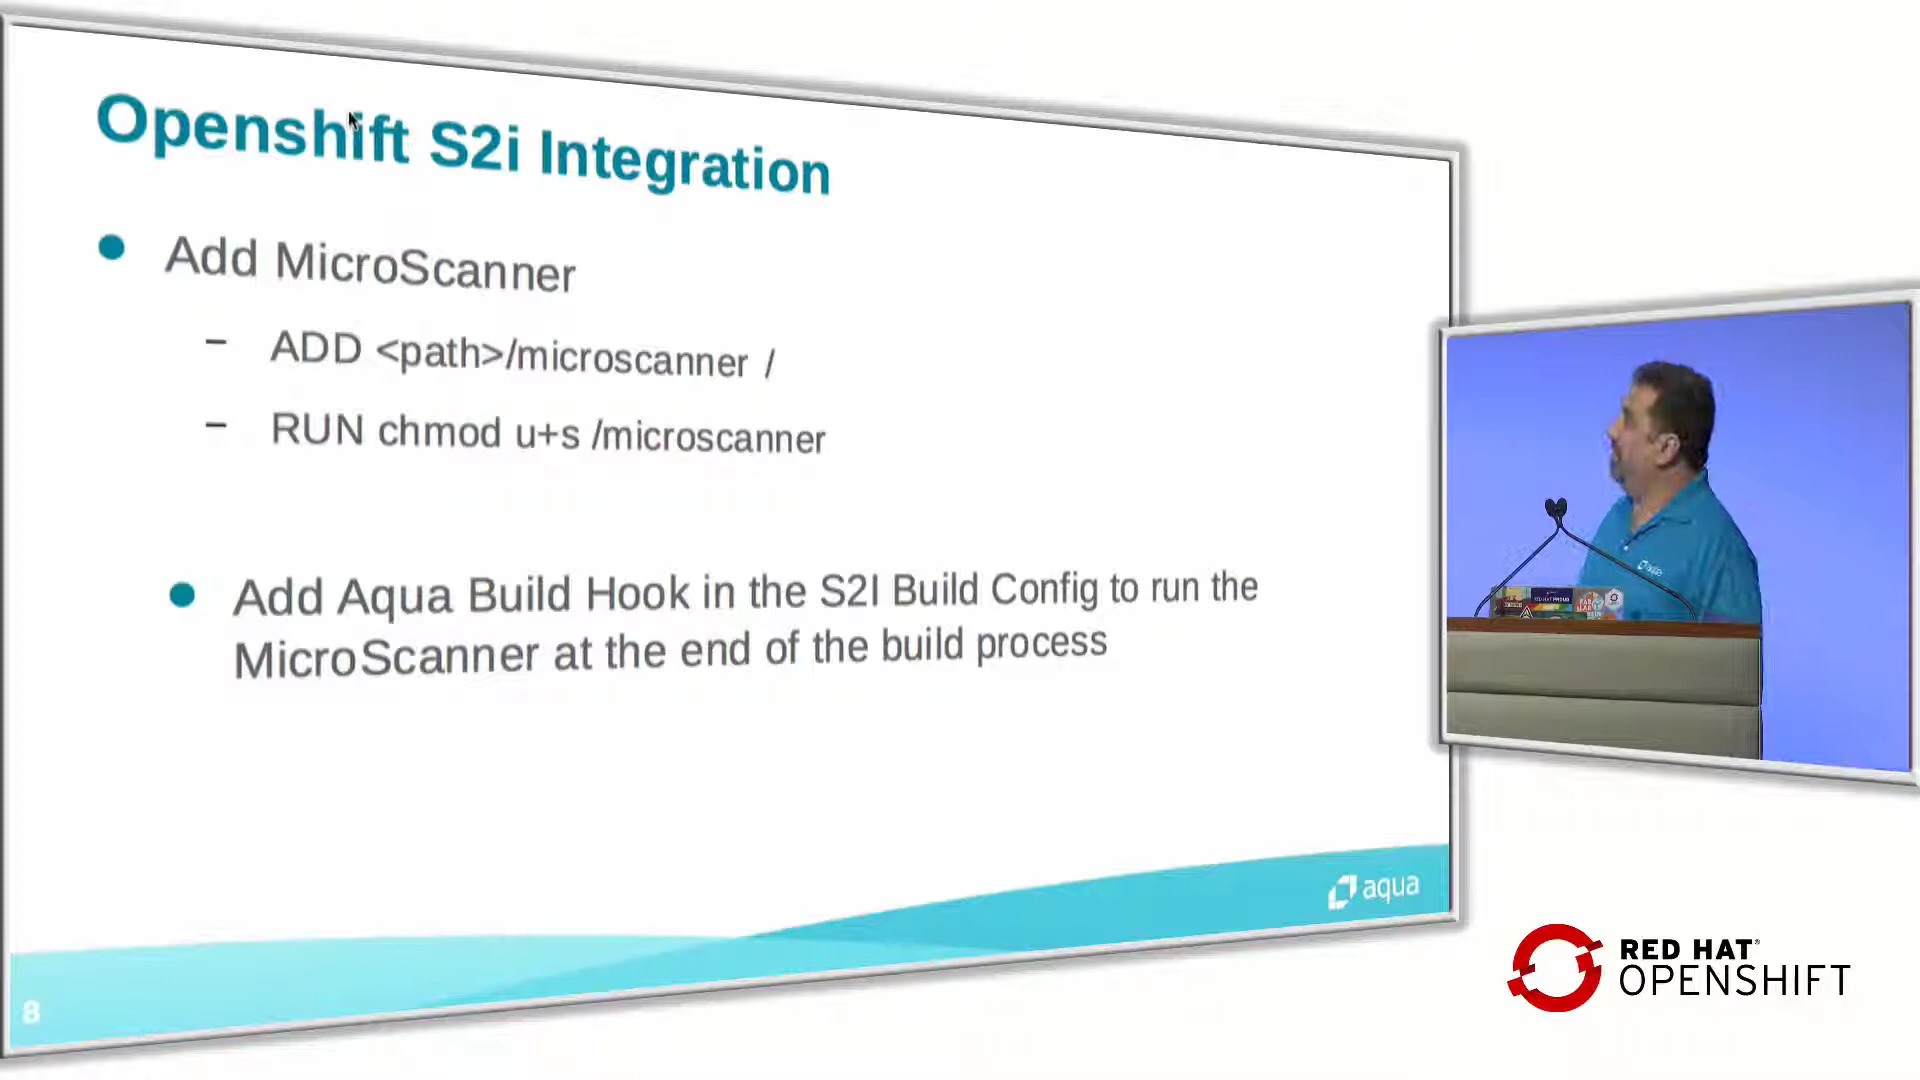 Openshift S2i Integration
Add MicroScanner
– ADD <path>/microscanner /
– RUN chmod u+s /microscanner
Add Aqua Build Hook in the S2I Build Config to run the
MicroScanner at the end of the build process
aqua
8
aqua
RED HAT®
OPENSHIFT